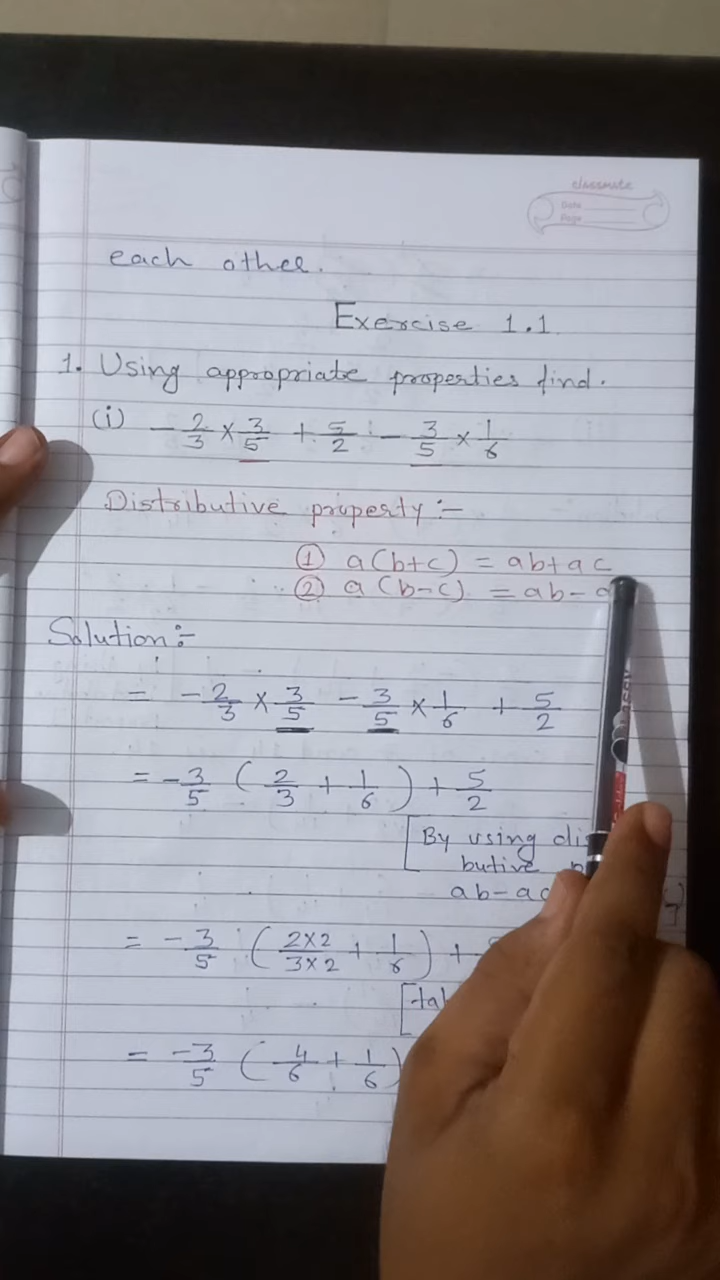 classmate
Date
Page
each other.
Exercise 1.1
1. Using appropriate properties find.
(i) - 2/3 × 3/5 + 5/2 - 3/5 × 1/6
Distributive property :-
① a(b+c) = ab+ac
② a(b-c) = ab-
Solution :-
= -2/3 × 3/5 - 3/5 × 1/6 + 5/2
= -3/5 ( 2/3 + 1/6 ) + 5/2
[By using
butive
ab-ac
= -3/5 ( 2×2/3×2 + 1/6 ) +
= -3/5 ( 4/6 + 1/6 )